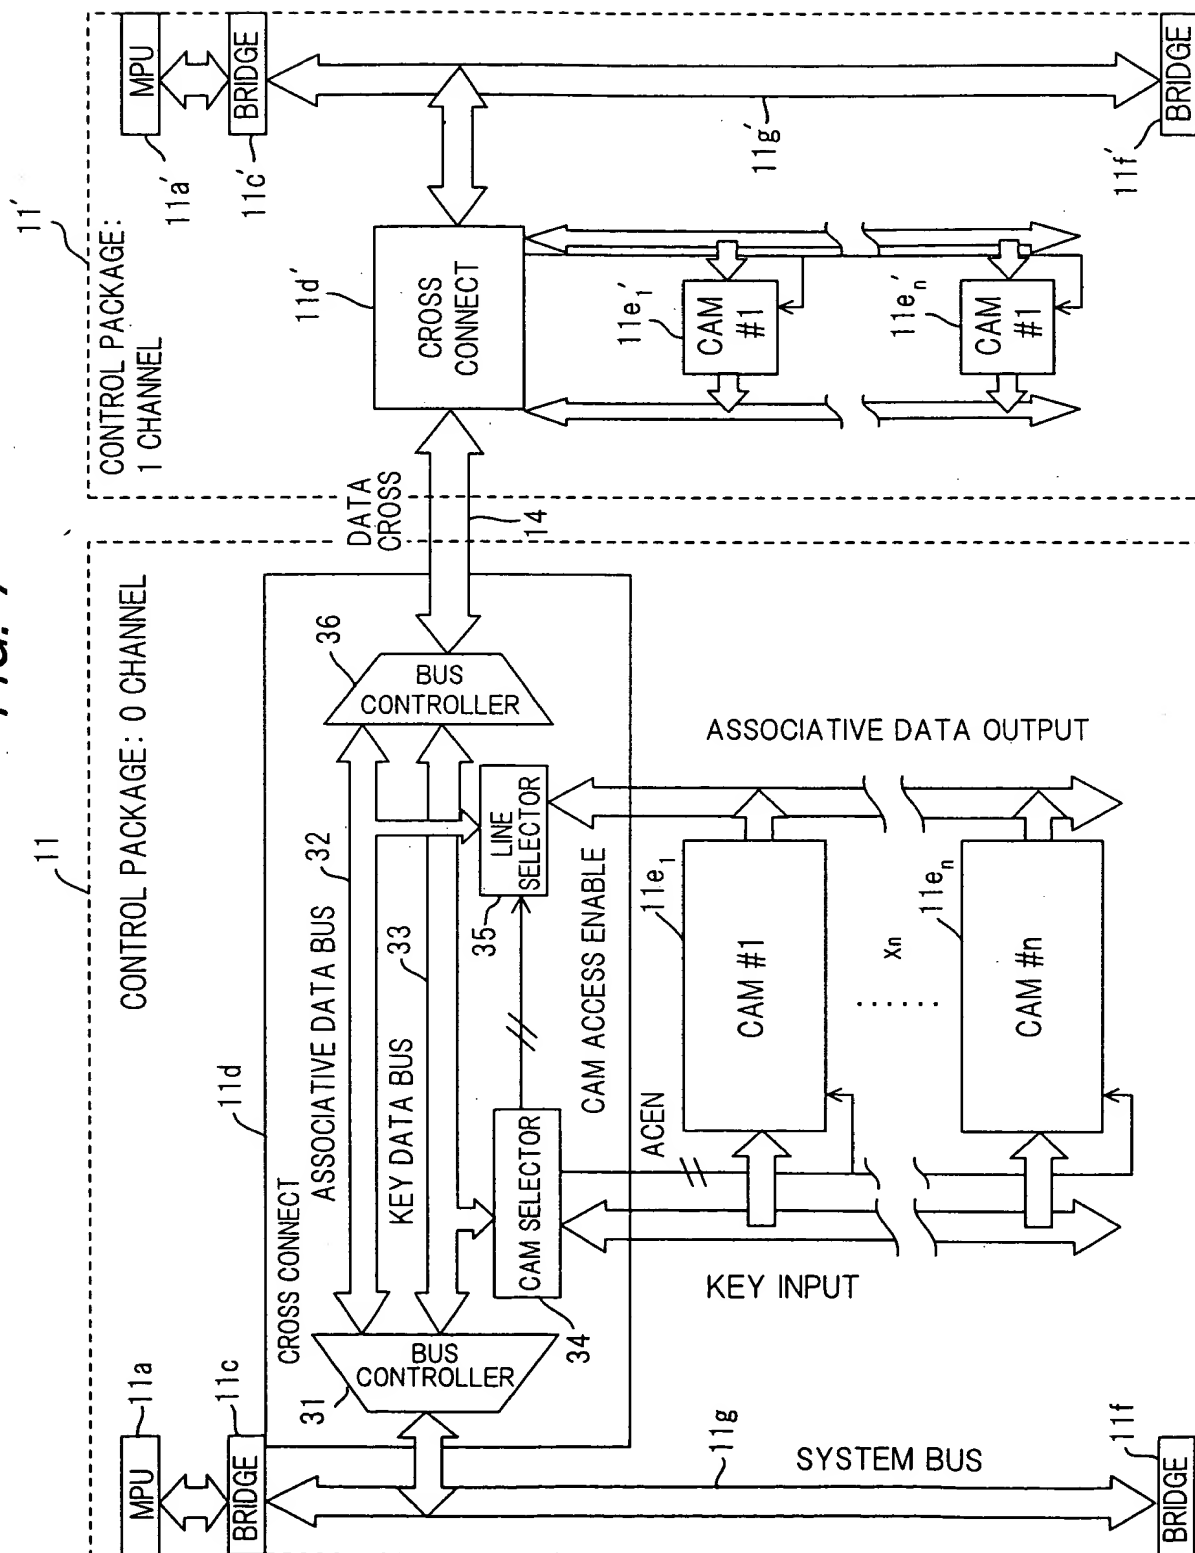 11
CONTROL PACKAGE: 0 CHANNEL
MPU
11a
BRIDGE
11c
11d
CROSS CONNECT
ASSOCIATIVE DATA BUS
32
KEY DATA BUS
33
BUS
CONTROLLER
31
BUS
CONTROLLER
36
CAM SELECTOR
34
LINE
SELECTOR
35
CAM ACCESS ENABLE
ACEN
KEY INPUT
ASSOCIATIVE DATA OUTPUT
CAM #1
11e1
Xn
......
CAM #n
11en
11g
SYSTEM BUS
BRIDGE
11f
DATA
CROSS
14
11'
CONTROL PACKAGE:
1 CHANNEL
MPU
11a'
BRIDGE
11c'
11d'
CROSS
CONNECT
11g'
11e1'
CAM
#1
11en'
CAM
#1
BRIDGE
11f'